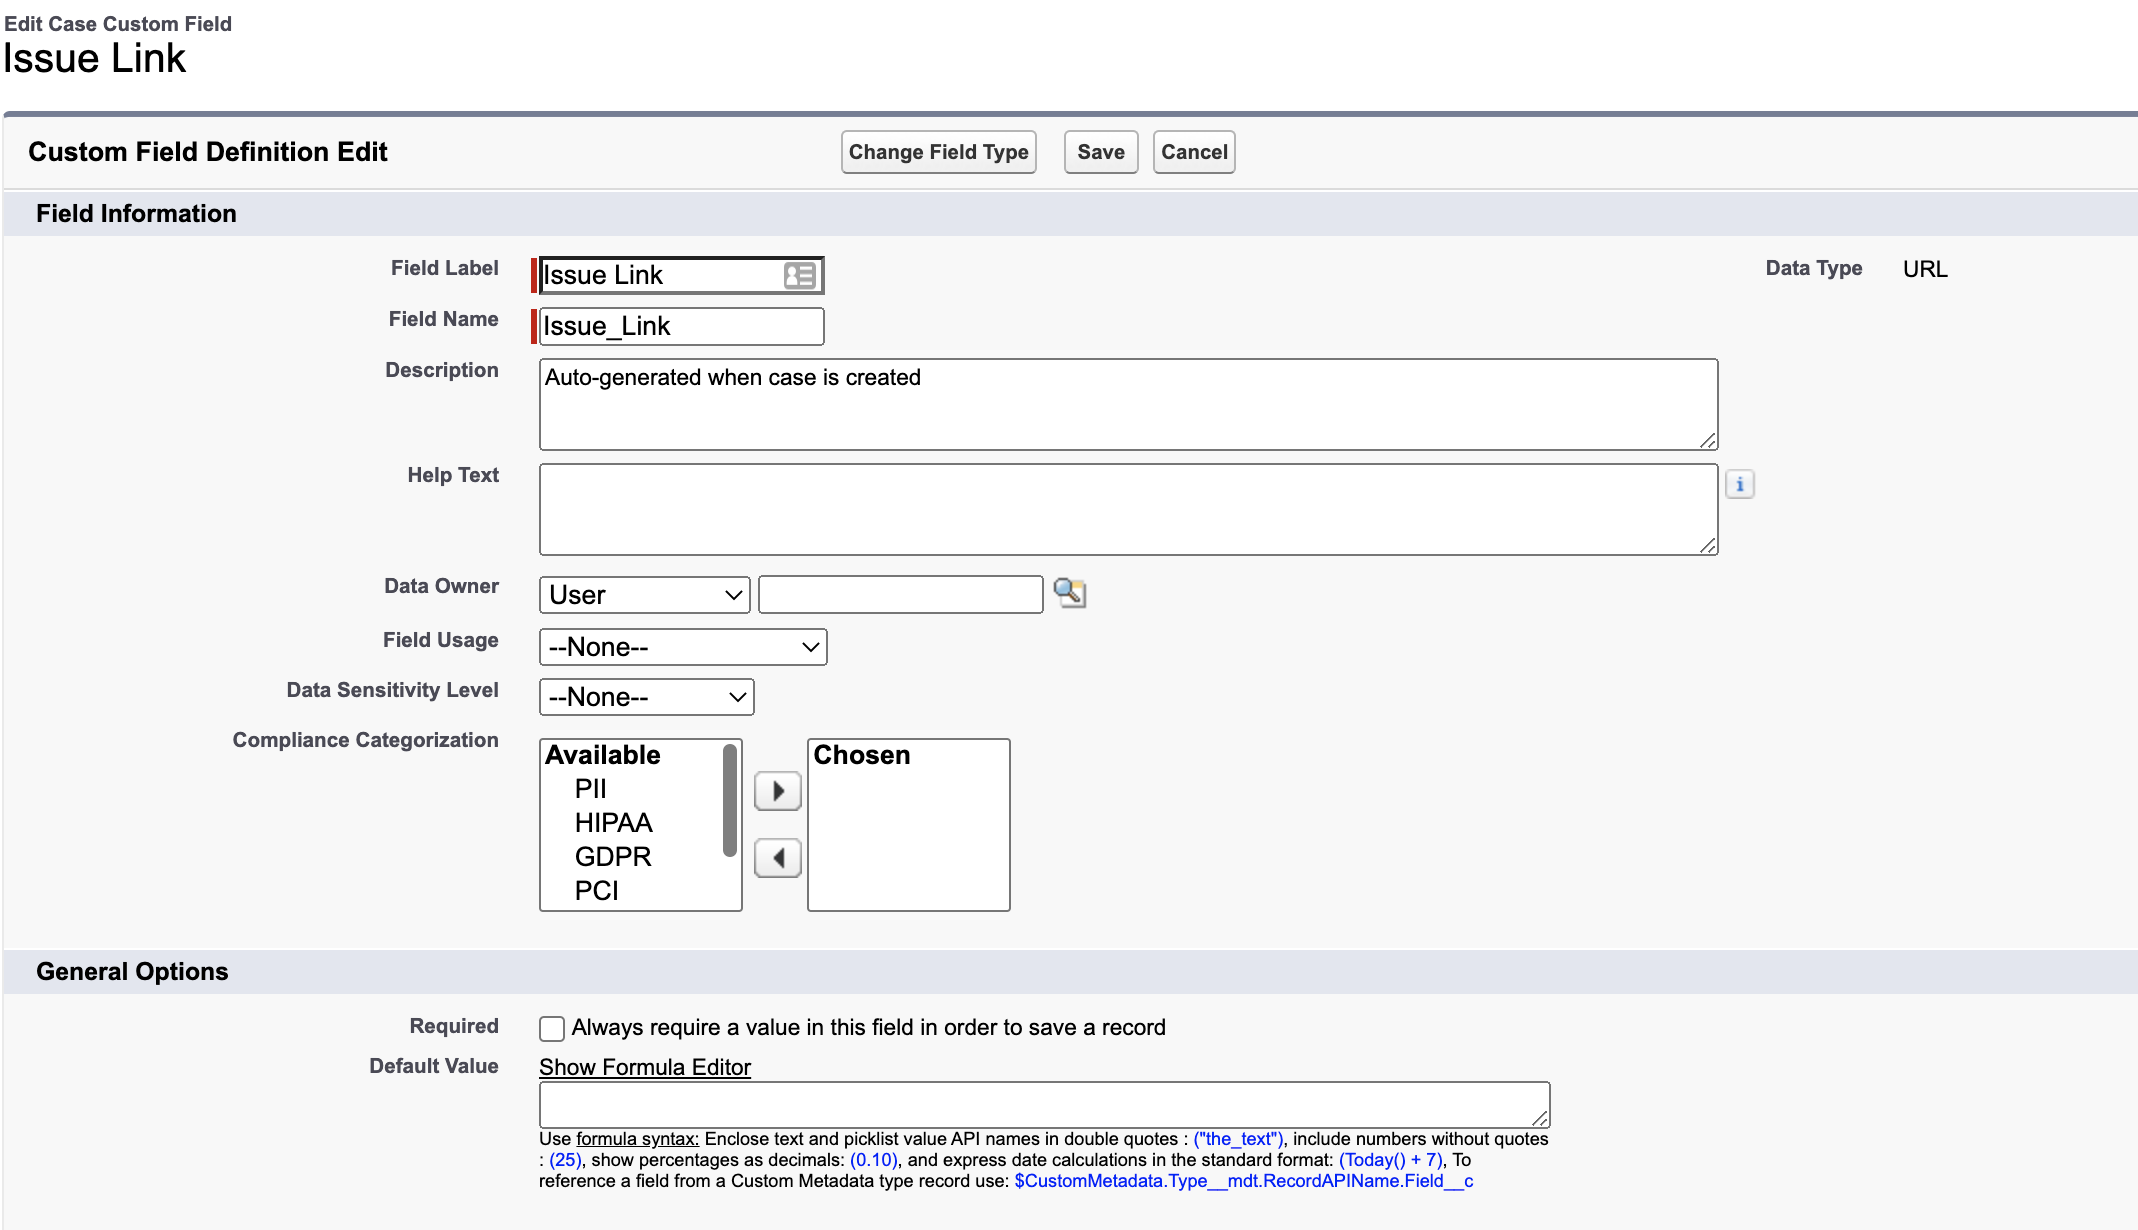 Edit Case Custom Field
Issue Link
Custom Field Definition Edit
Change Field Type
Save
Cancel
Field Information
Field Label
Issue Link
Data Type
URL
Field Name
Issue_Link
Description
Auto-generated when case is created
Help Text
i
Data Owner
User
Field Usage
--None--
Data Sensitivity Level
--None--
Compliance Categorization
Available
PII
HIPAA
GDPR
PCI
Chosen
General Options
Required
Always require a value in this field in order to save a record
Default Value
Show Formula Editor
Use formula syntax: Enclose text and picklist value API names in double quotes : ("the_text"), include numbers without quotes
: (25), show percentages as decimals: (0.10), and express date calculations in the standard format: (Today() + 7), To
reference a field from a Custom Metadata type record use: $CustomMetadata.Type__mdt.RecordAPIName.Field__c